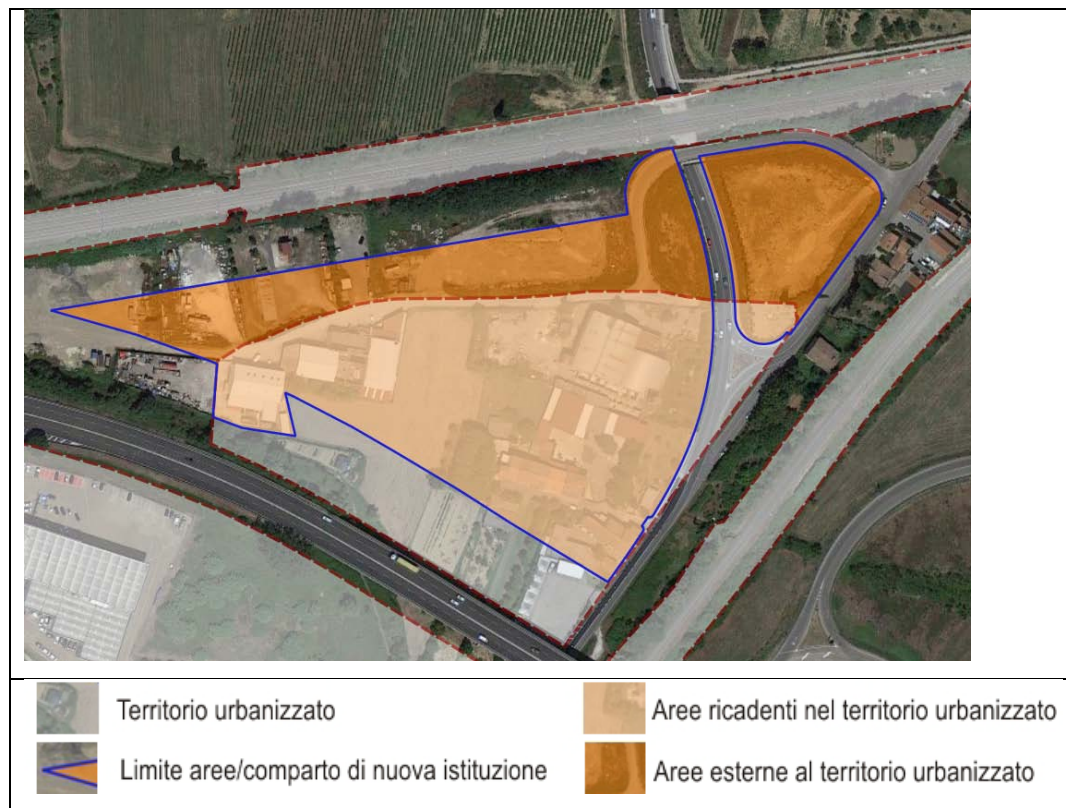 Territorio urbanizzato
Aree ricadenti nel territorio urbanizzato
Limite aree/comparto di nuova istituzione
Aree esterne al territorio urbanizzato